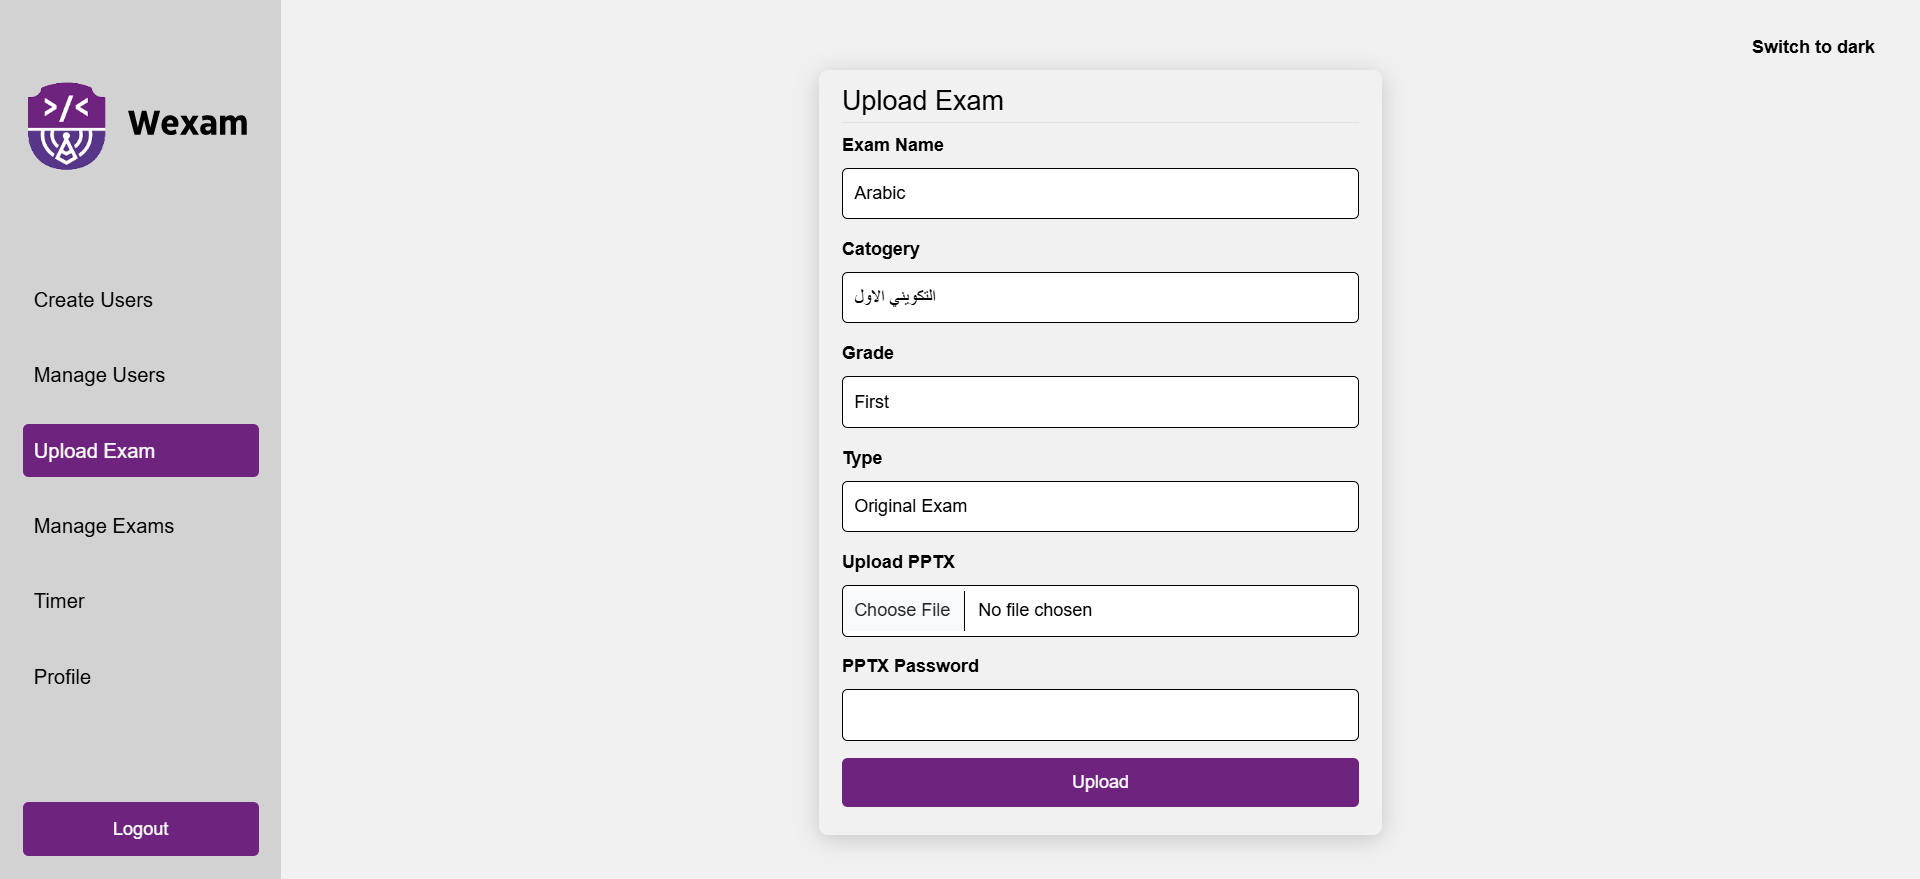 Wexam
Create Users
Manage Users
Upload Exam
Manage Exams
Timer
Profile
Logout
Switch to dark
Upload Exam
Exam Name
Arabic
Catogery
التكويني الاول
Grade
First
Type
Original Exam
Upload PPTX
Choose File No file chosen
PPTX Password
Upload